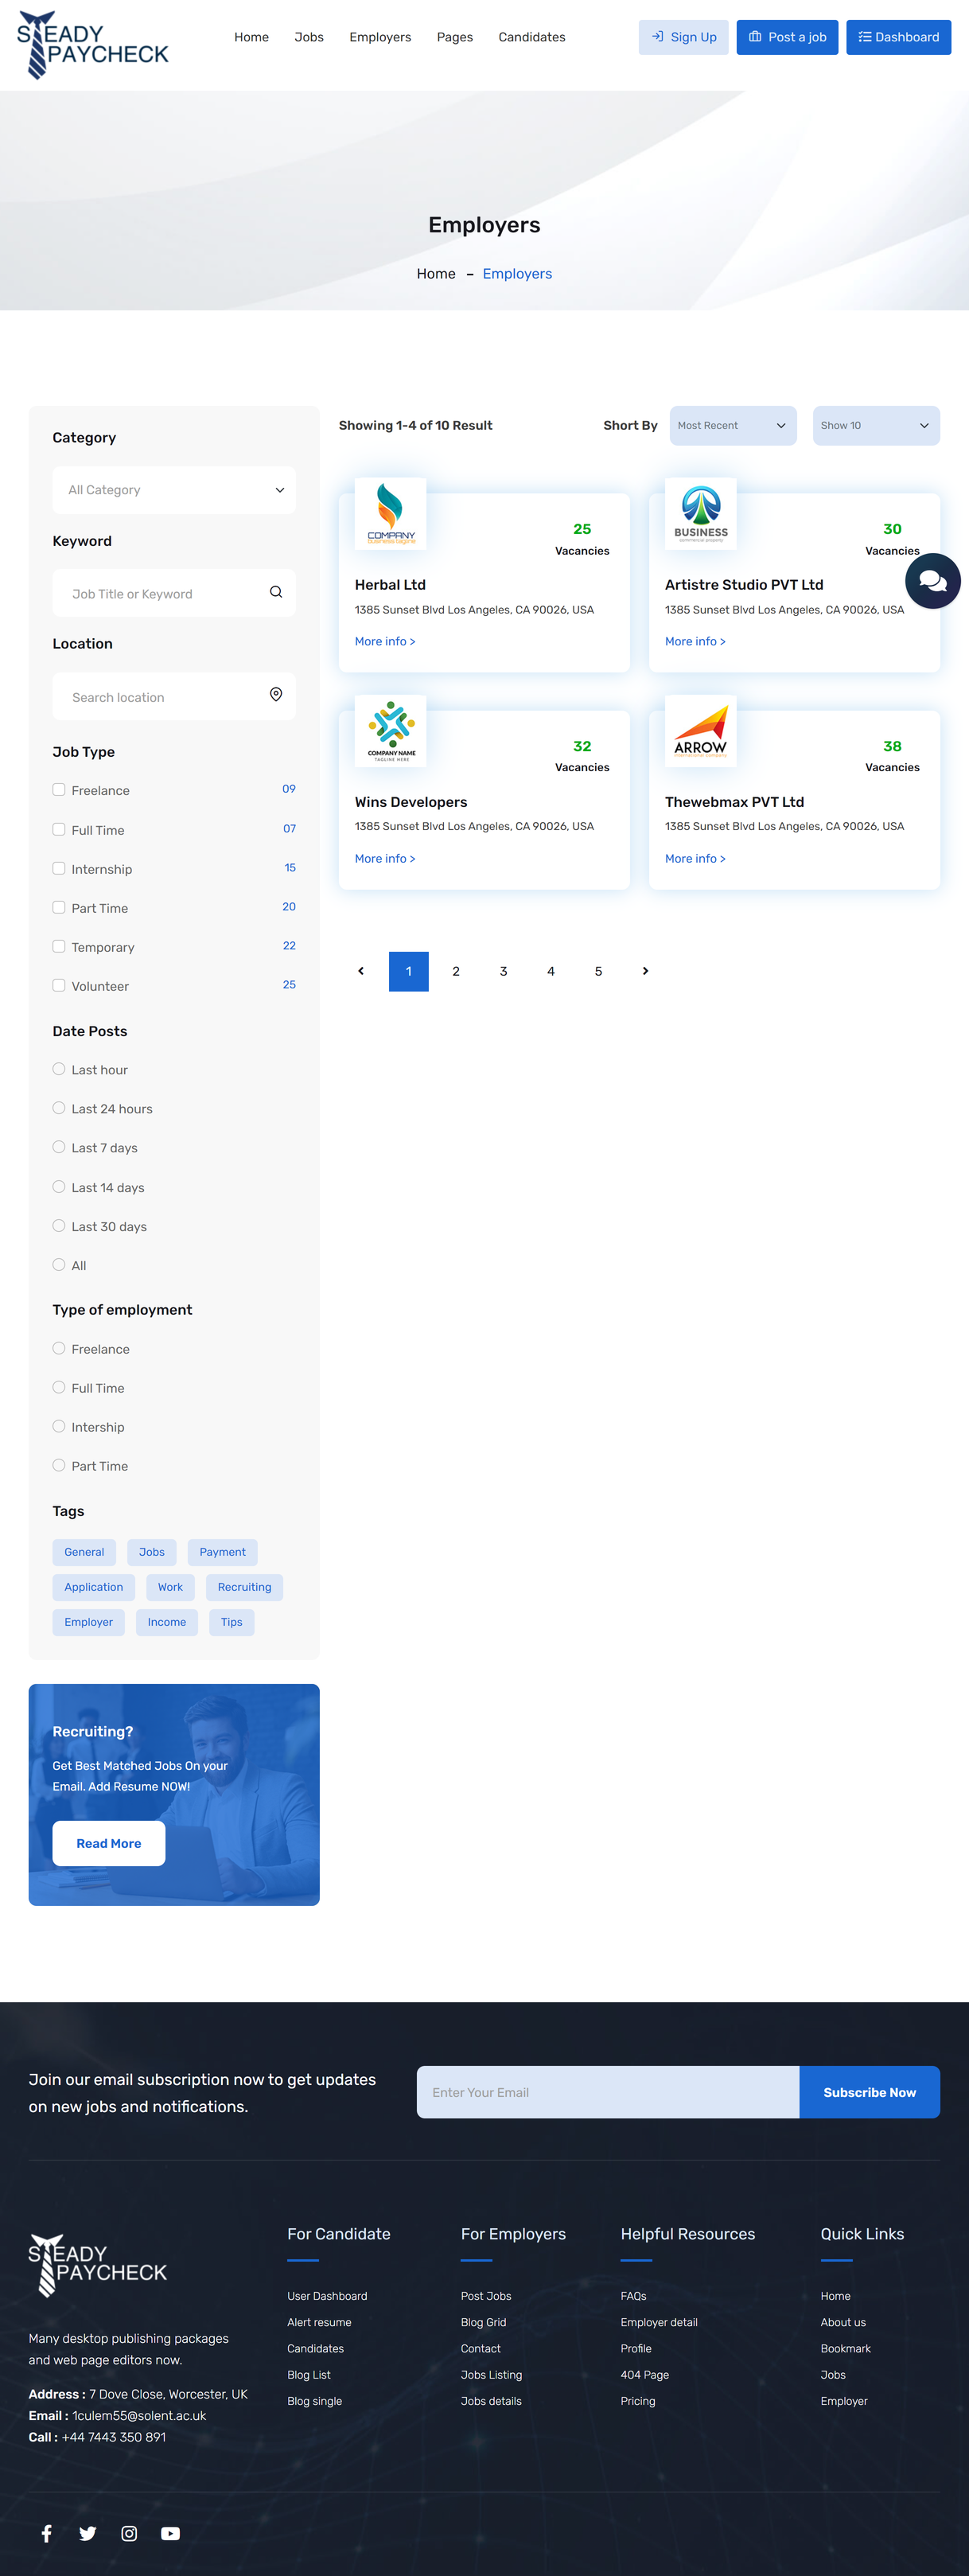 STEADY
PAYCHECK
Home
Jobs
Employers
Pages
Candidates
Sign Up
Post a job
Dashboard
Employers
Home – Employers
Category
All Category
Keyword
Job Title or Keyword
Location
Search location
Job Type
Freelance 09
Full Time 07
Internship 15
Part Time 20
Temporary 22
Volunteer 25
Date Posts
Last hour
Last 24 hours
Last 7 days
Last 14 days
Last 30 days
All
Type of employment
Freelance
Full Time
Intership
Part Time
Tags
General Jobs Payment
Application Work Recruiting
Employer Income Tips
Recruiting?
Get Best Matched Jobs On your
Email. Add Resume NOW!
Read More
Showing 1-4 of 10 Result
Short By
Most Recent
Show 10
COMPANY
25
Vacancies
Herbal Ltd
1385 Sunset Blvd Los Angeles, CA 90026, USA
More info >
BUSINESS
30
Vacancies
Artistre Studio PVT Ltd
1385 Sunset Blvd Los Angeles, CA 90026, USA
More info >
COMPANY NAME
TAGLINE HERE
32
Vacancies
Wins Developers
1385 Sunset Blvd Los Angeles, CA 90026, USA
More info >
ARROW
38
Vacancies
Thewebmax PVT Ltd
1385 Sunset Blvd Los Angeles, CA 90026, USA
More info >
1 2 3 4 5
Join our email subscription now to get updates
on new jobs and notifications.
Enter Your Email
Subscribe Now
STEADY
PAYCHECK
Many desktop publishing packages
and web page editors now.
Address : 7 Dove Close, Worcester, UK
Email : 1culem55@solent.ac.uk
Call : +44 7443 350 891
For Candidate
User Dashboard
Alert resume
Candidates
Blog List
Blog single
For Employers
Post Jobs
Blog Grid
Contact
Jobs Listing
Jobs details
Helpful Resources
FAQs
Employer detail
Profile
404 Page
Pricing
Quick Links
Home
About us
Bookmark
Jobs
Employer